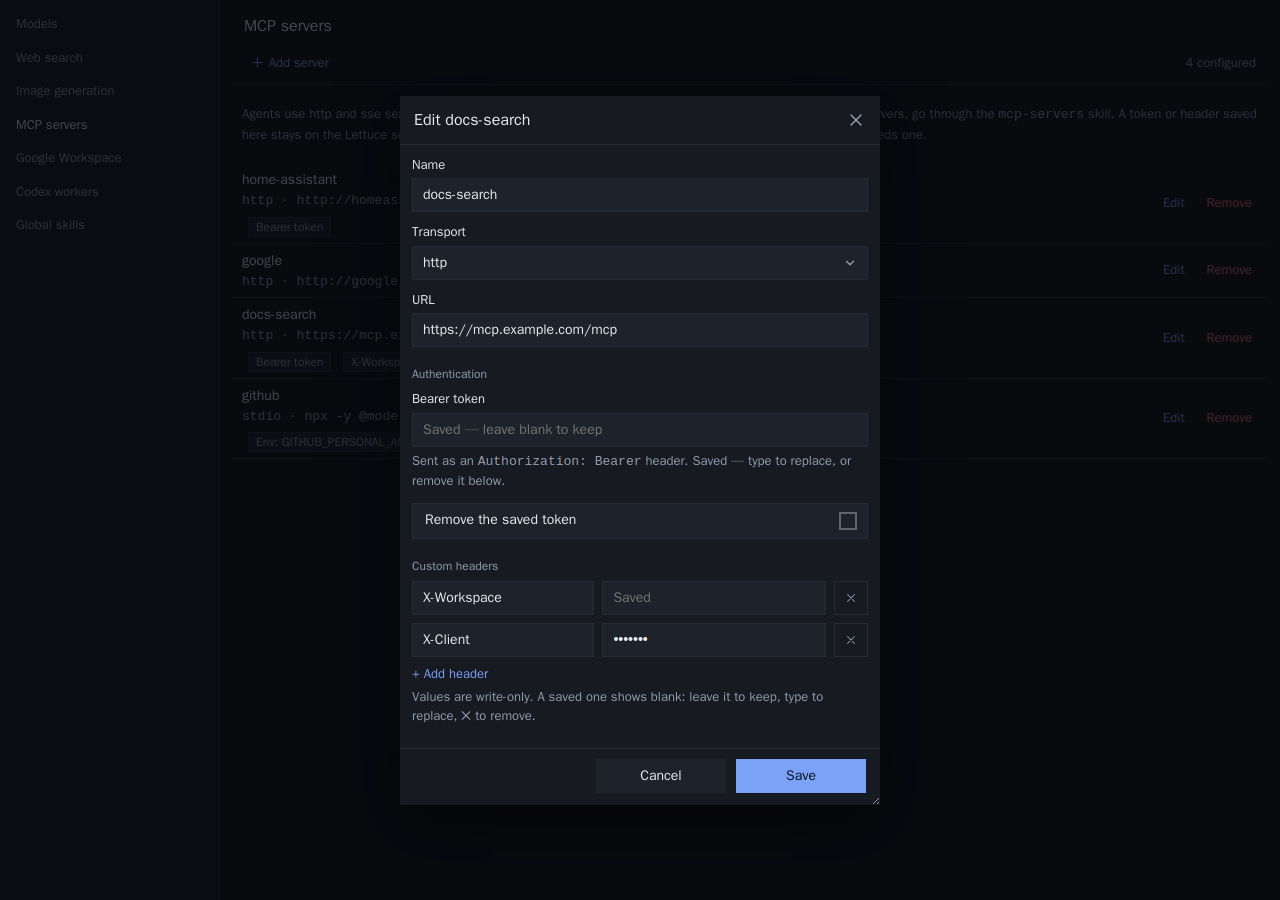 Models
Web search
Image generation
MCP servers
Google Workspace
Codex workers
Global skills
MCP servers
+ Add server
4 configured
Agents use http and sse se
vers, go through the mcp-servers skill. A token or header saved
here stays on the Lettuce se
eds one.
home-assistant
http · http://homeas
Bearer token
Edit
Remove
google
http · http://google
Edit
Remove
docs-search
http · https://mcp.e
Bearer token
X-Worksp
Edit
Remove
github
stdio · npx -y @mode
Env: GITHUB_PERSONAL_AC
Edit
Remove
Edit docs-search
Name
docs-search
Transport
http
URL
https://mcp.example.com/mcp
Authentication
Bearer token
Saved — leave blank to keep
Sent as an Authorization: Bearer header. Saved — type to replace, or
remove it below.
Remove the saved token
Custom headers
X-Workspace
Saved
X-Client
•••••••
+ Add header
Values are write-only. A saved one shows blank: leave it to keep, type to
replace, ✕ to remove.
Cancel
Save